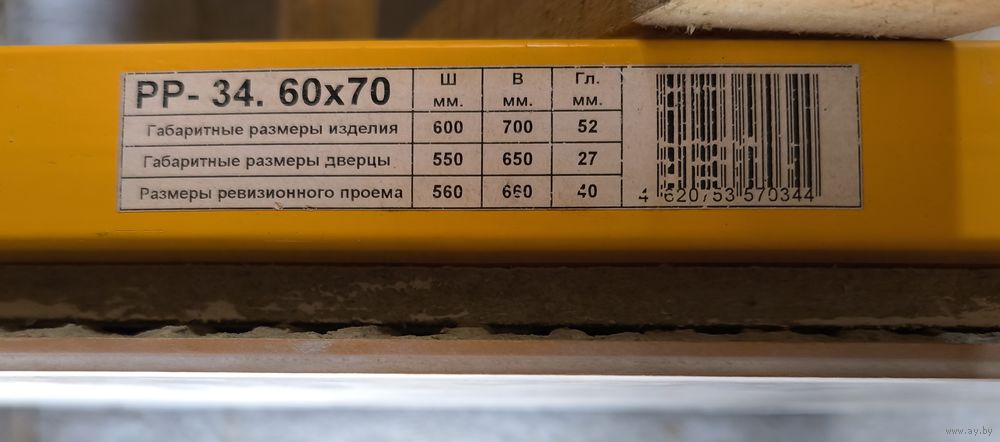 РР- 34. 60х70 Ш В Гл.
мм. мм. мм.
Габаритные размеры изделия 600 700 52
Габаритные размеры дверцы 550 650 27
Размеры ревизионного проема 560 660 40
4 620753 570344
www.ay.by